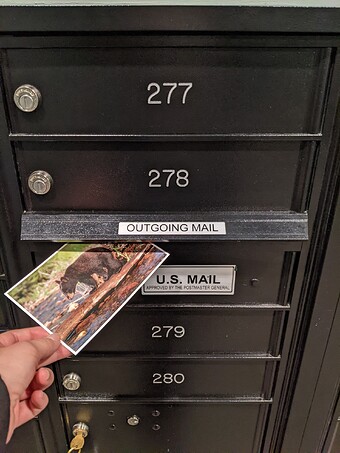 277
278
OUTGOING MAIL
U.S. MAIL
APPROVED BY THE POSTMASTER GENERAL
279
280